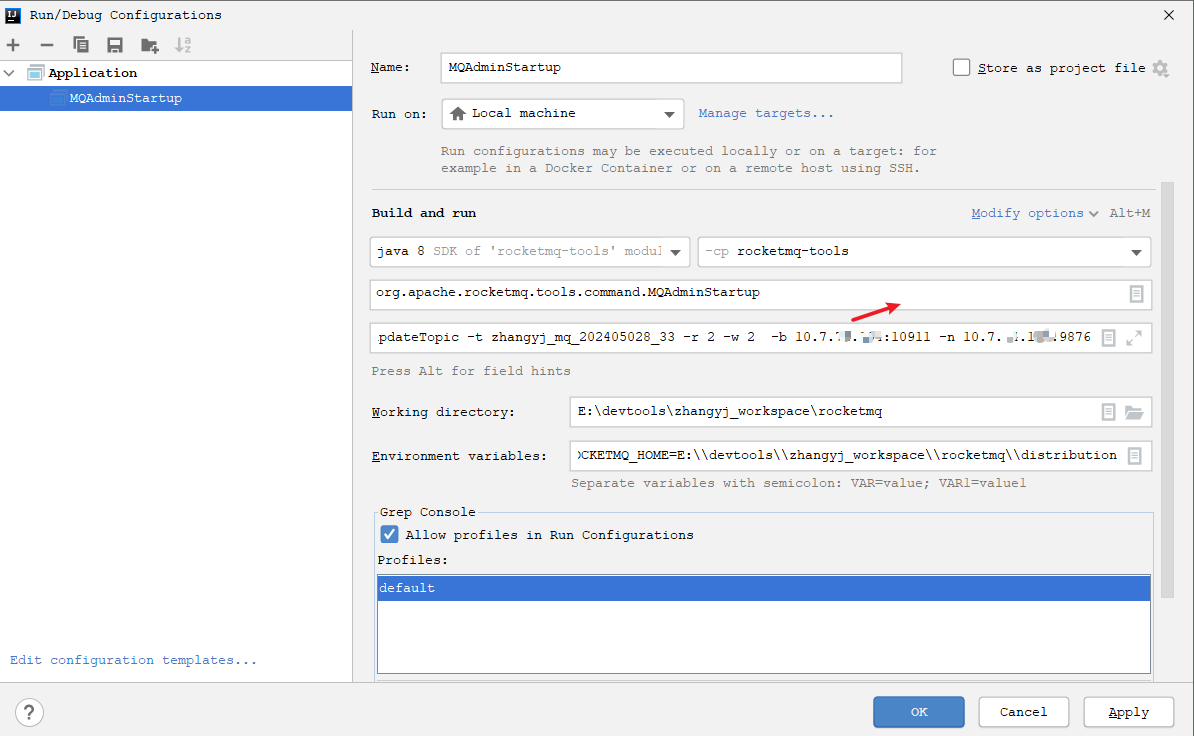 Run/Debug Configurations
Application
MQAdminStartup
Edit configuration templates...
Name: MQAdminStartup Store as project file
Run on: Local machine Manage targets...
Run configurations may be executed locally or on a target: for
example in a Docker Container or on a remote host using SSH.
Build and run Modify options Alt+M
java 8 SDK of 'rocketmq-tools' modul -cp rocketmq-tools
org.apache.rocketmq.tools.command.MQAdminStartup
pdateTopic -t zhangyj_mq_202405028_33 -r 2 -w 2 -b 10.7. :10911 -n 10.7. 9876
Press Alt for field hints
Working directory: E:\devtools\zhangyj_workspace\rocketmq
Environment variables: OCKETMQ_HOME=E:\\devtools\\zhangyj_workspace\\rocketmq\\distribution
Separate variables with semicolon: VAR=value; VAR1=value1
Grep Console
Allow profiles in Run Configurations
Profiles:
default
? OK Cancel Apply